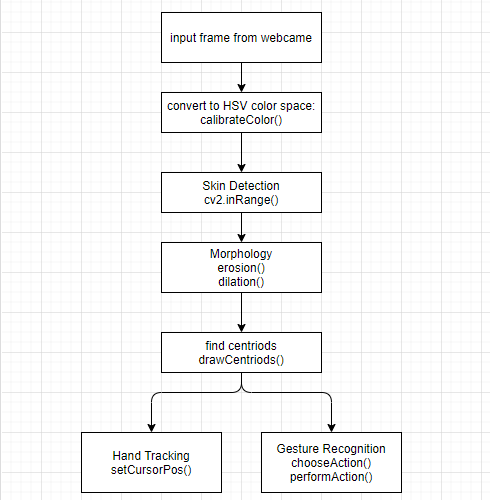 input frame from webcame
convert to HSV color space:
calibrateColor()
Skin Detection
cv2.inRange()
Morphology
erosion()
dilation()
find centriods
drawCentriods()
Hand Tracking
setCursorPos()
Gesture Recognition
chooseAction()
performAction()